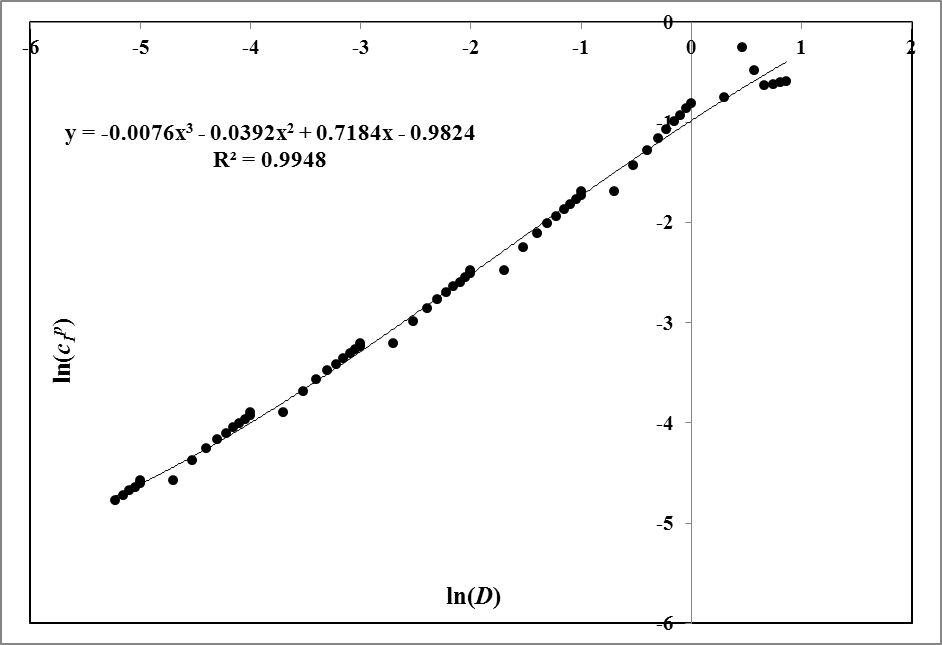 0
-6 -5 -4 -3 -2 -1 0 1 2
y = -0.0076x³ - 0.0392x² + 0.7184x - 0.9824
R² = 0.9948
-1
-2
-3
ln(c₁ᵖ)
-4
-5
ln(D)
-6